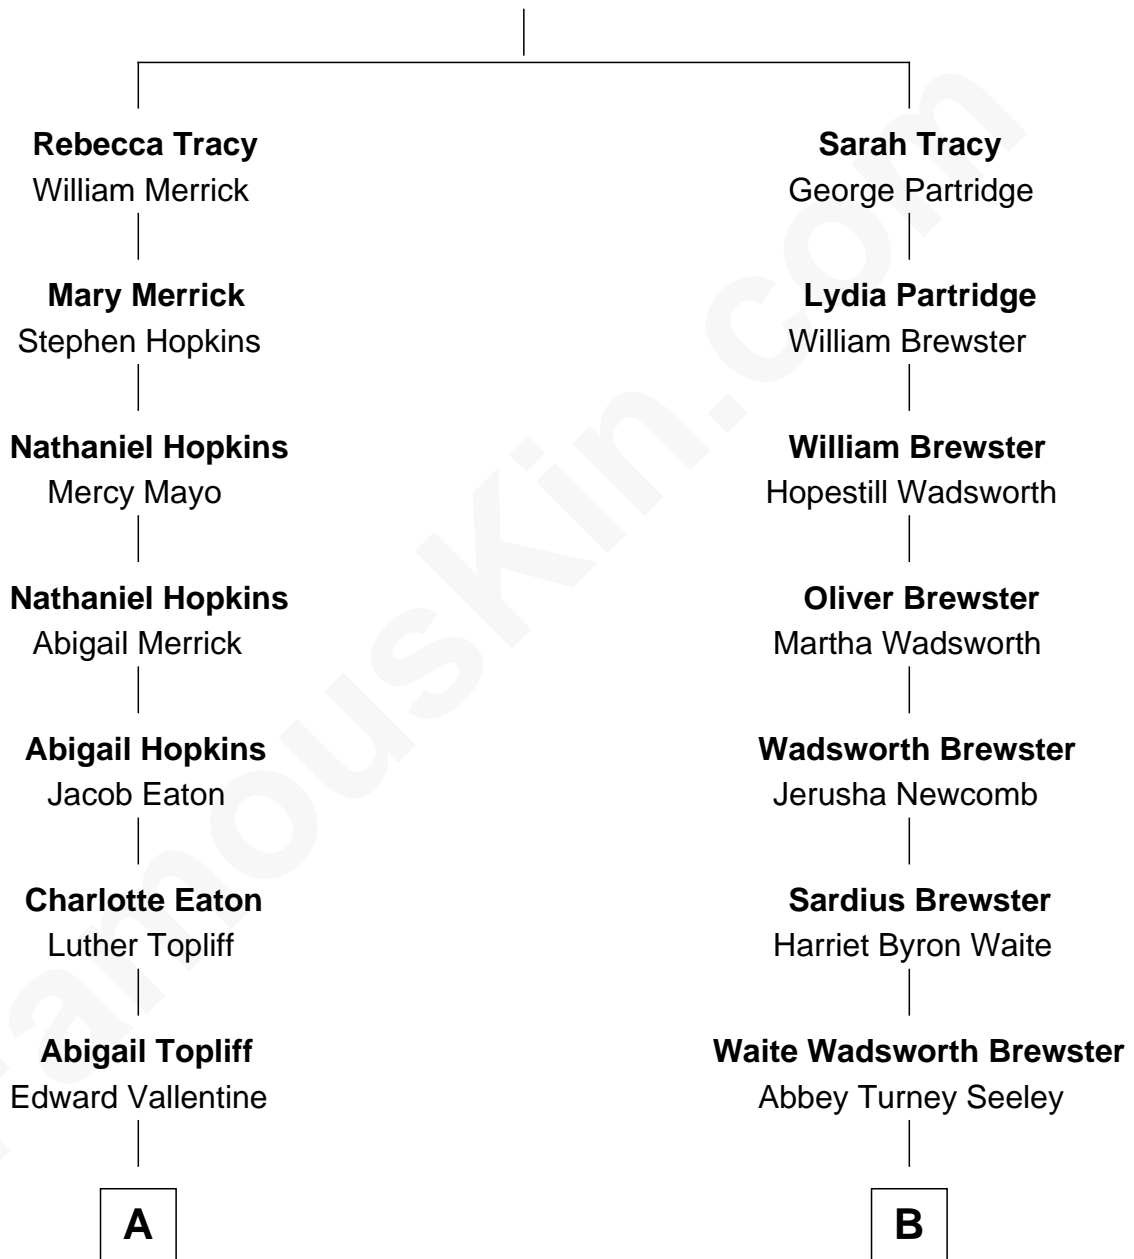 Rebecca Tracy
William Merrick
Sarah Tracy
George Partridge
Mary Merrick
Stephen Hopkins
Lydia Partridge
William Brewster
Nathaniel Hopkins
Mercy Mayo
William Brewster
Hopestill Wadsworth
Nathaniel Hopkins
Abigail Merrick
Oliver Brewster
Martha Wadsworth
Abigail Hopkins
Jacob Eaton
Wadsworth Brewster
Jerusha Newcomb
Charlotte Eaton
Luther Topliff
Sardius Brewster
Harriet Byron Waite
Abigail Topliff
Edward Vallentine
Waite Wadsworth Brewster
Abbey Turney Seeley
A
B
FamousKin.com